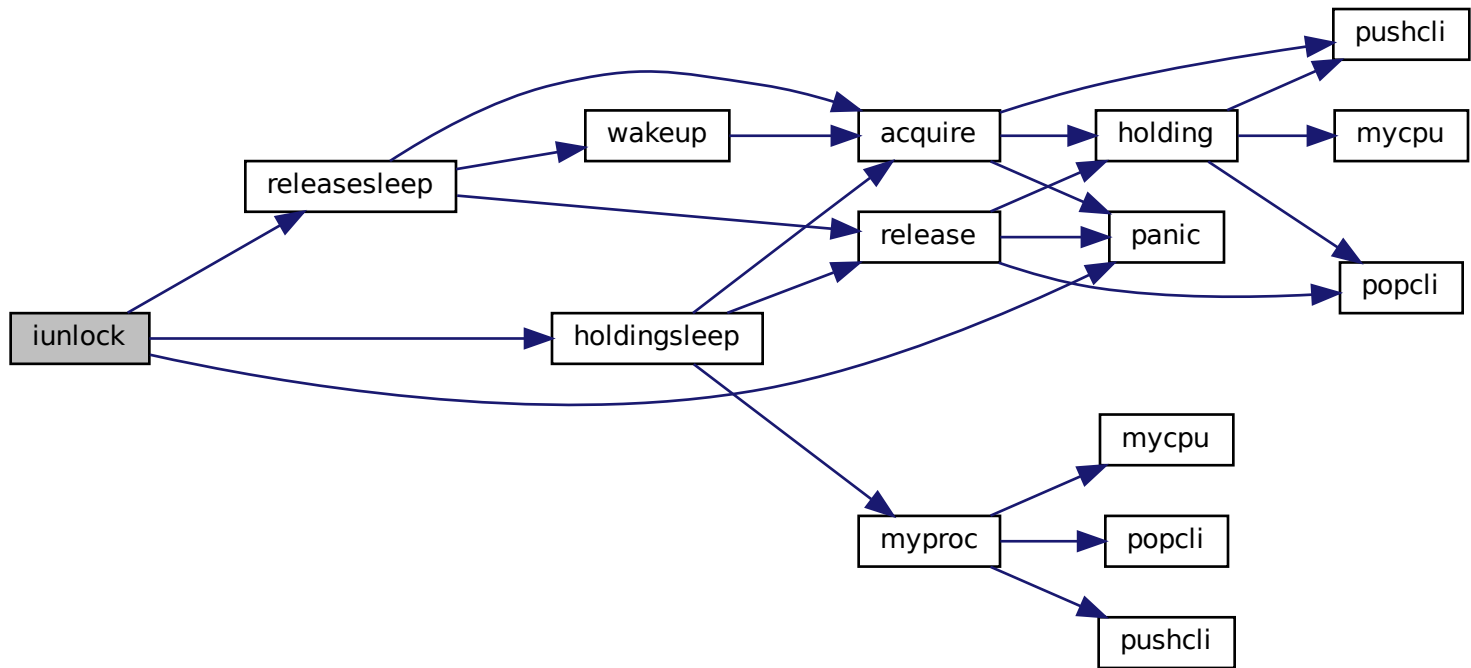 pushcli
wakeup
acquire
holding
mycpu
releasesleep
release
panic
popcli
iunlock
holdingsleep
mycpu
myproc
popcli
pushcli